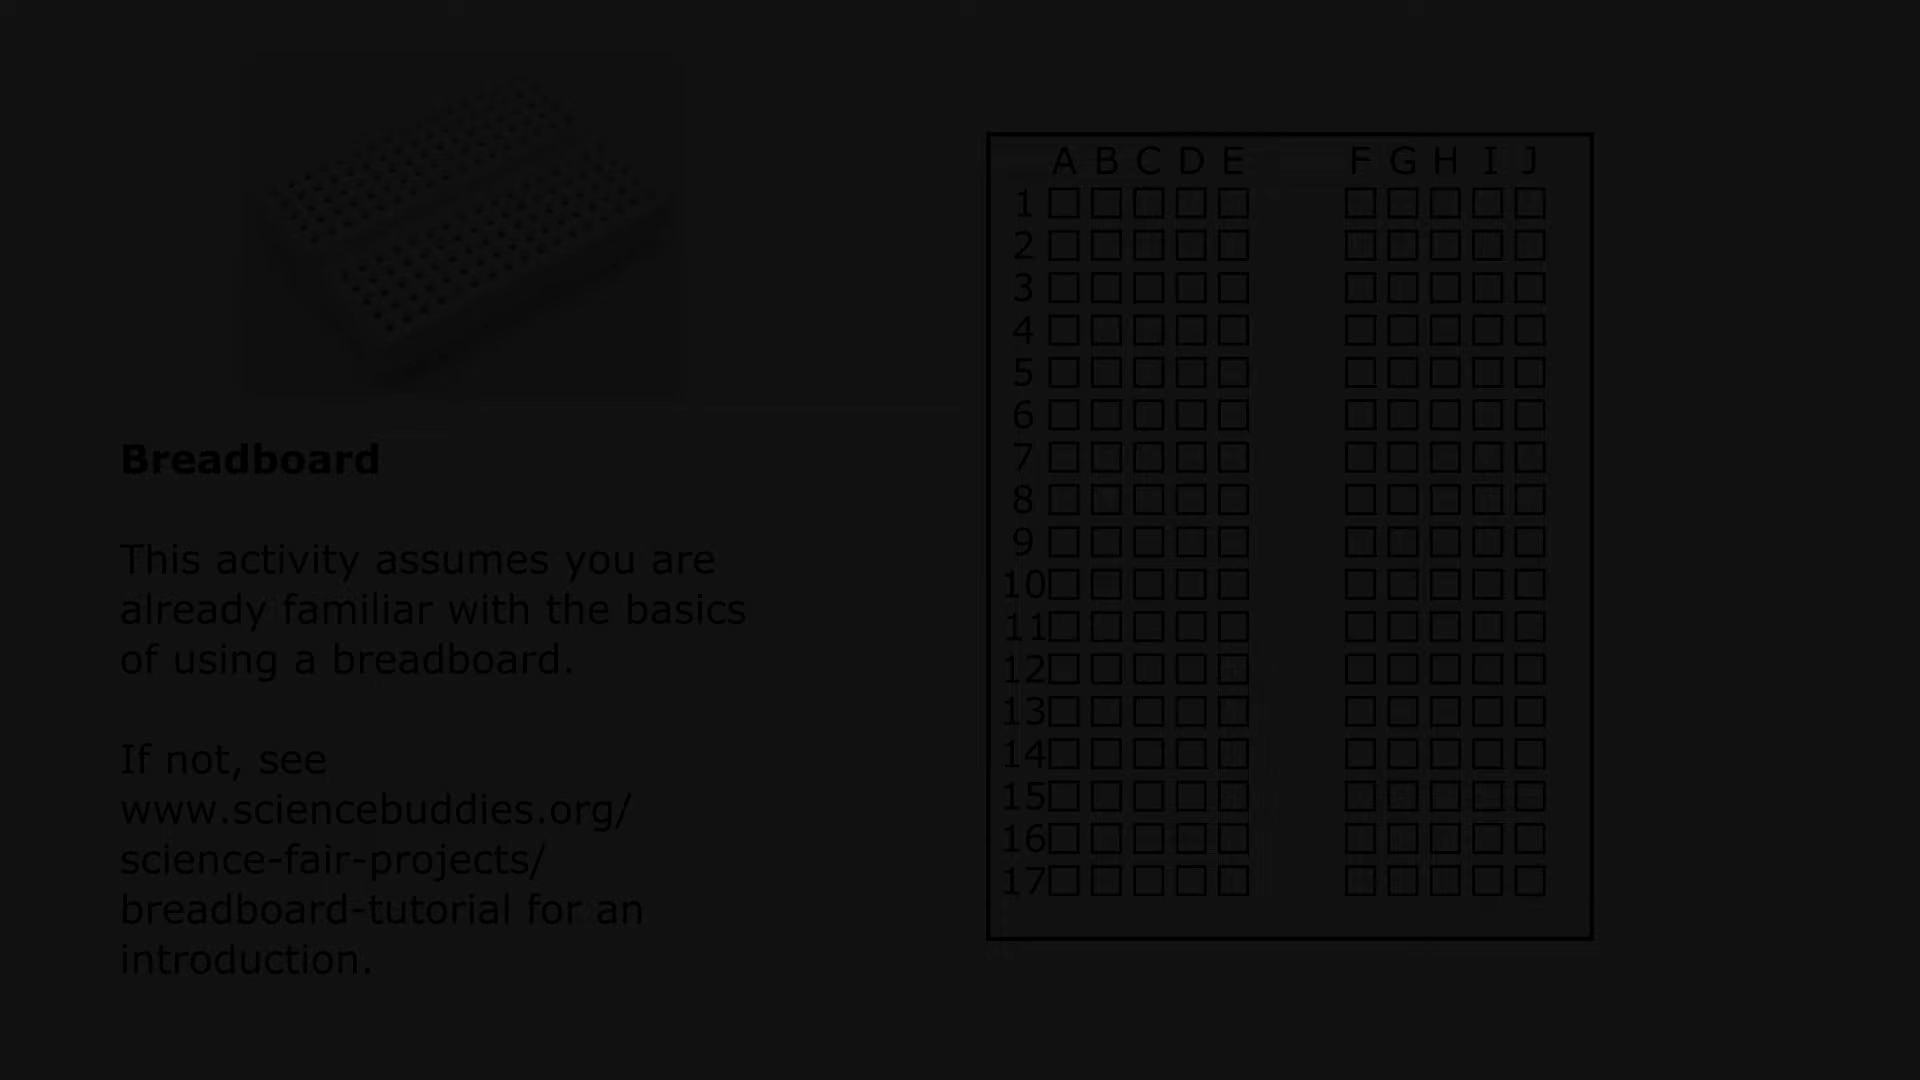 Breadboard
This activity assumes you are
already familiar with the basics
of using a breadboard.
If not, see
www.sciencebuddies.org/
science-fair-projects/
breadboard-tutorial for an
introduction.
A B C D E F G H I J
1
2
3
4
5
6
7
8
9
10
11
12
13
14
15
16
17